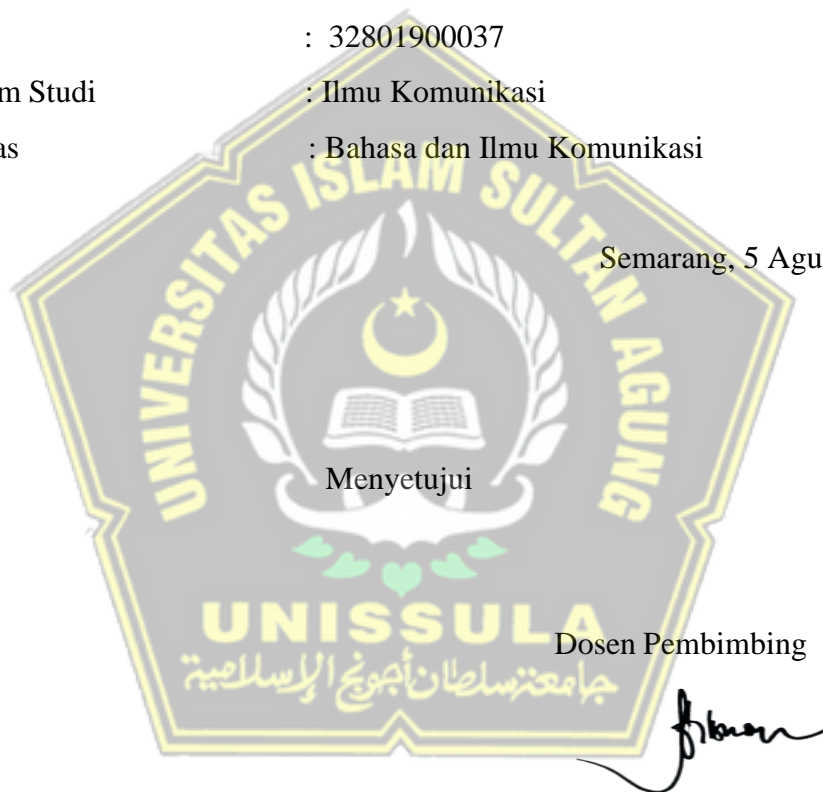 : 32801900037
m Studi : Ilmu Komunikasi
as : Bahasa dan Ilmu Komunikasi
UNIVERSITAS ISLAM SULTAN AGUNG
Semarang, 5 Agu
Menyetujui
UNISSULA
جامعة سلطان أجونج الإسلامية
Dosen Pembimbing